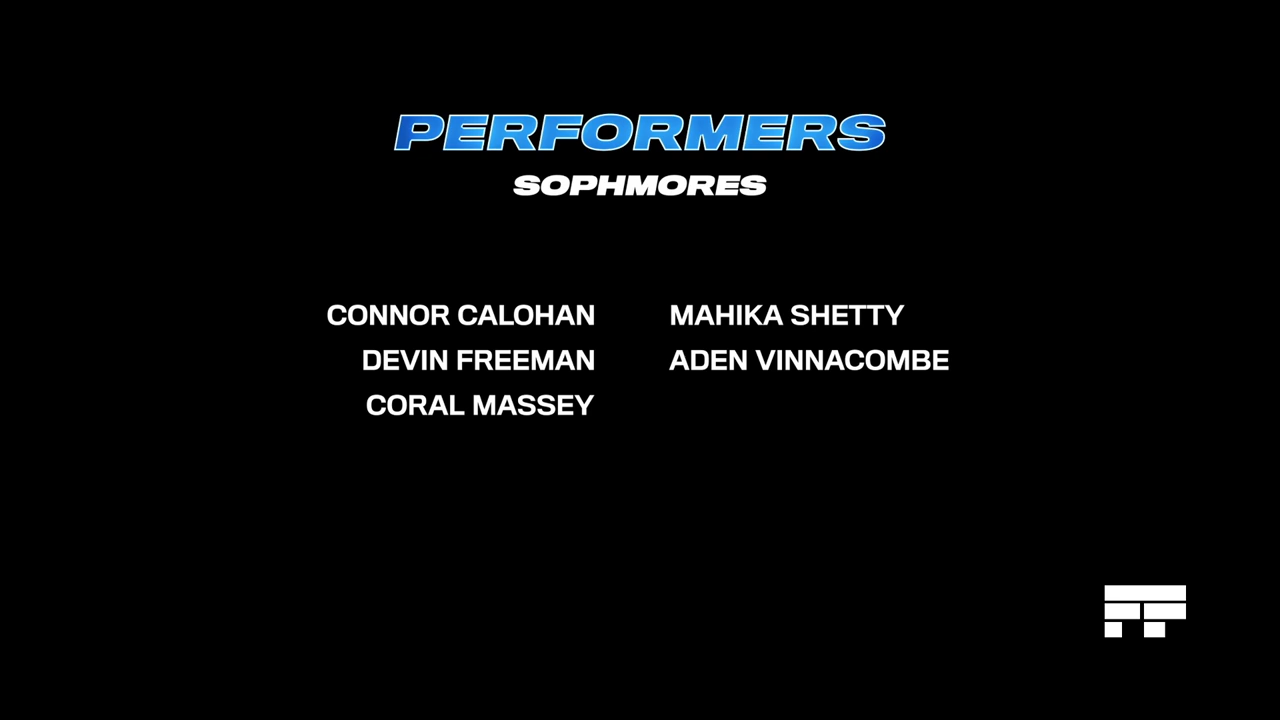 PERFORMERS
SOPHMORES
CONNOR CALOHAN
DEVIN FREEMAN
CORAL MASSEY
MAHIKA SHETTY
ADEN VINNACOMBE